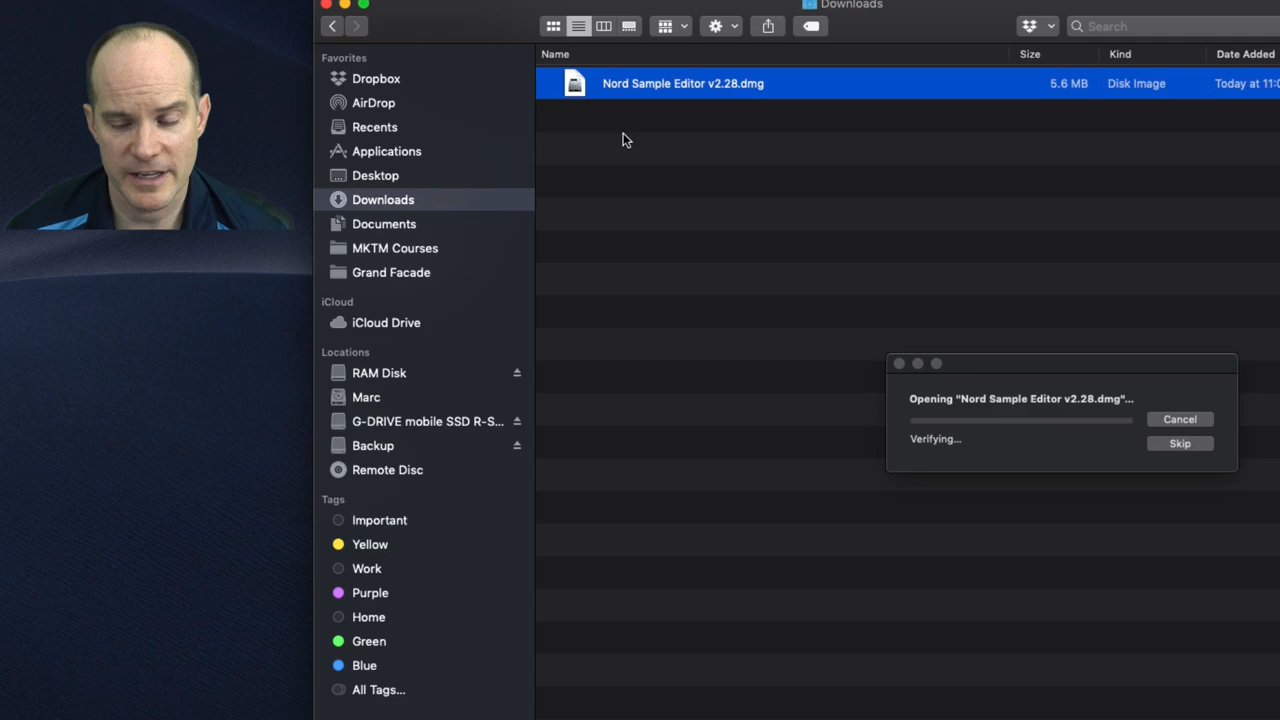 Downloads
Search
Favorites
Dropbox
AirDrop
Recents
Applications
Desktop
Downloads
Documents
MKTM Courses
Grand Facade
iCloud
iCloud Drive
Locations
RAM Disk
Marc
G-DRIVE mobile SSD R-S...
Backup
Remote Disc
Tags
Important
Yellow
Work
Purple
Home
Green
Blue
All Tags...
Name Size Kind Date Added
Nord Sample Editor v2.28.dmg 5.6 MB Disk Image Today at 11:0
Opening "Nord Sample Editor v2.28.dmg"...
Cancel
Verifying...
Skip